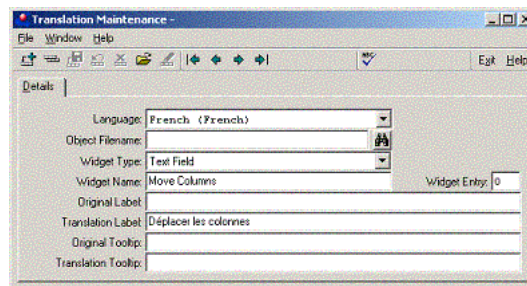 Translation Maintenance -
File Window Help
ABC Exit Help
Details
Language: French (French)
Object Filename:
Widget Type: Text Field
Widget Name: Move Columns Widget Entry: 0
Original Label:
Translation Label: Déplacer les colonnes
Original Tooltip:
Translation Tooltip: